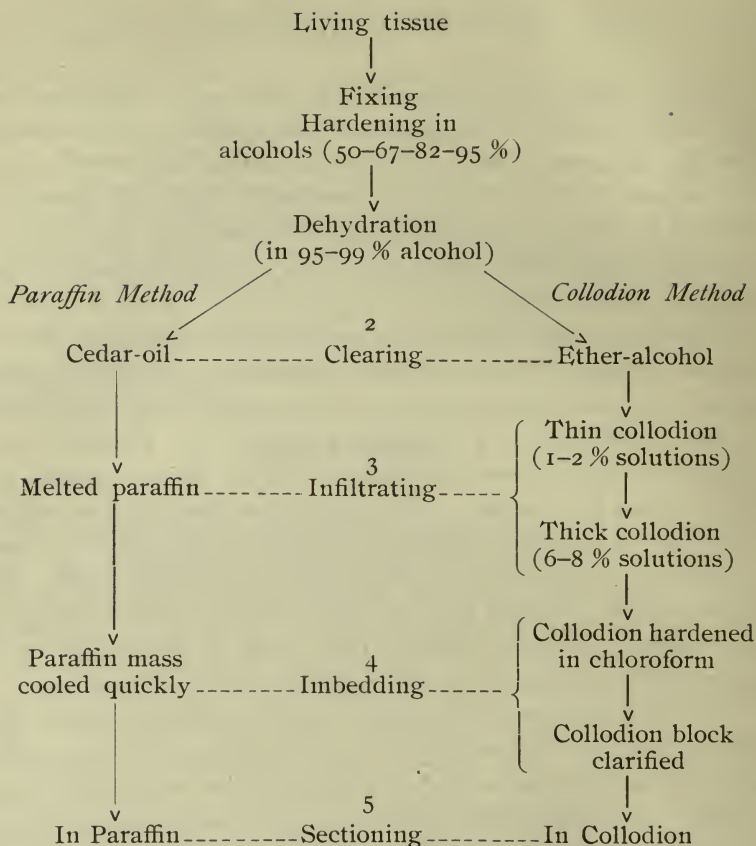 Living tissue
Fixing
Hardening in
alcohols (50–67–82–95 %)
Dehydration
(in 95–99 % alcohol)
Paraffin Method
Collodion Method
2
Cedar-oil Clearing Ether-alcohol
Thin collodion
(1–2 % solutions)
3
Melted paraffin Infiltrating
Thick collodion
(6–8 % solutions)
Collodion hardened
in chloroform
Paraffin mass
cooled quickly
4
Imbedding
Collodion block
clarified
5
In Paraffin Sectioning In Collodion